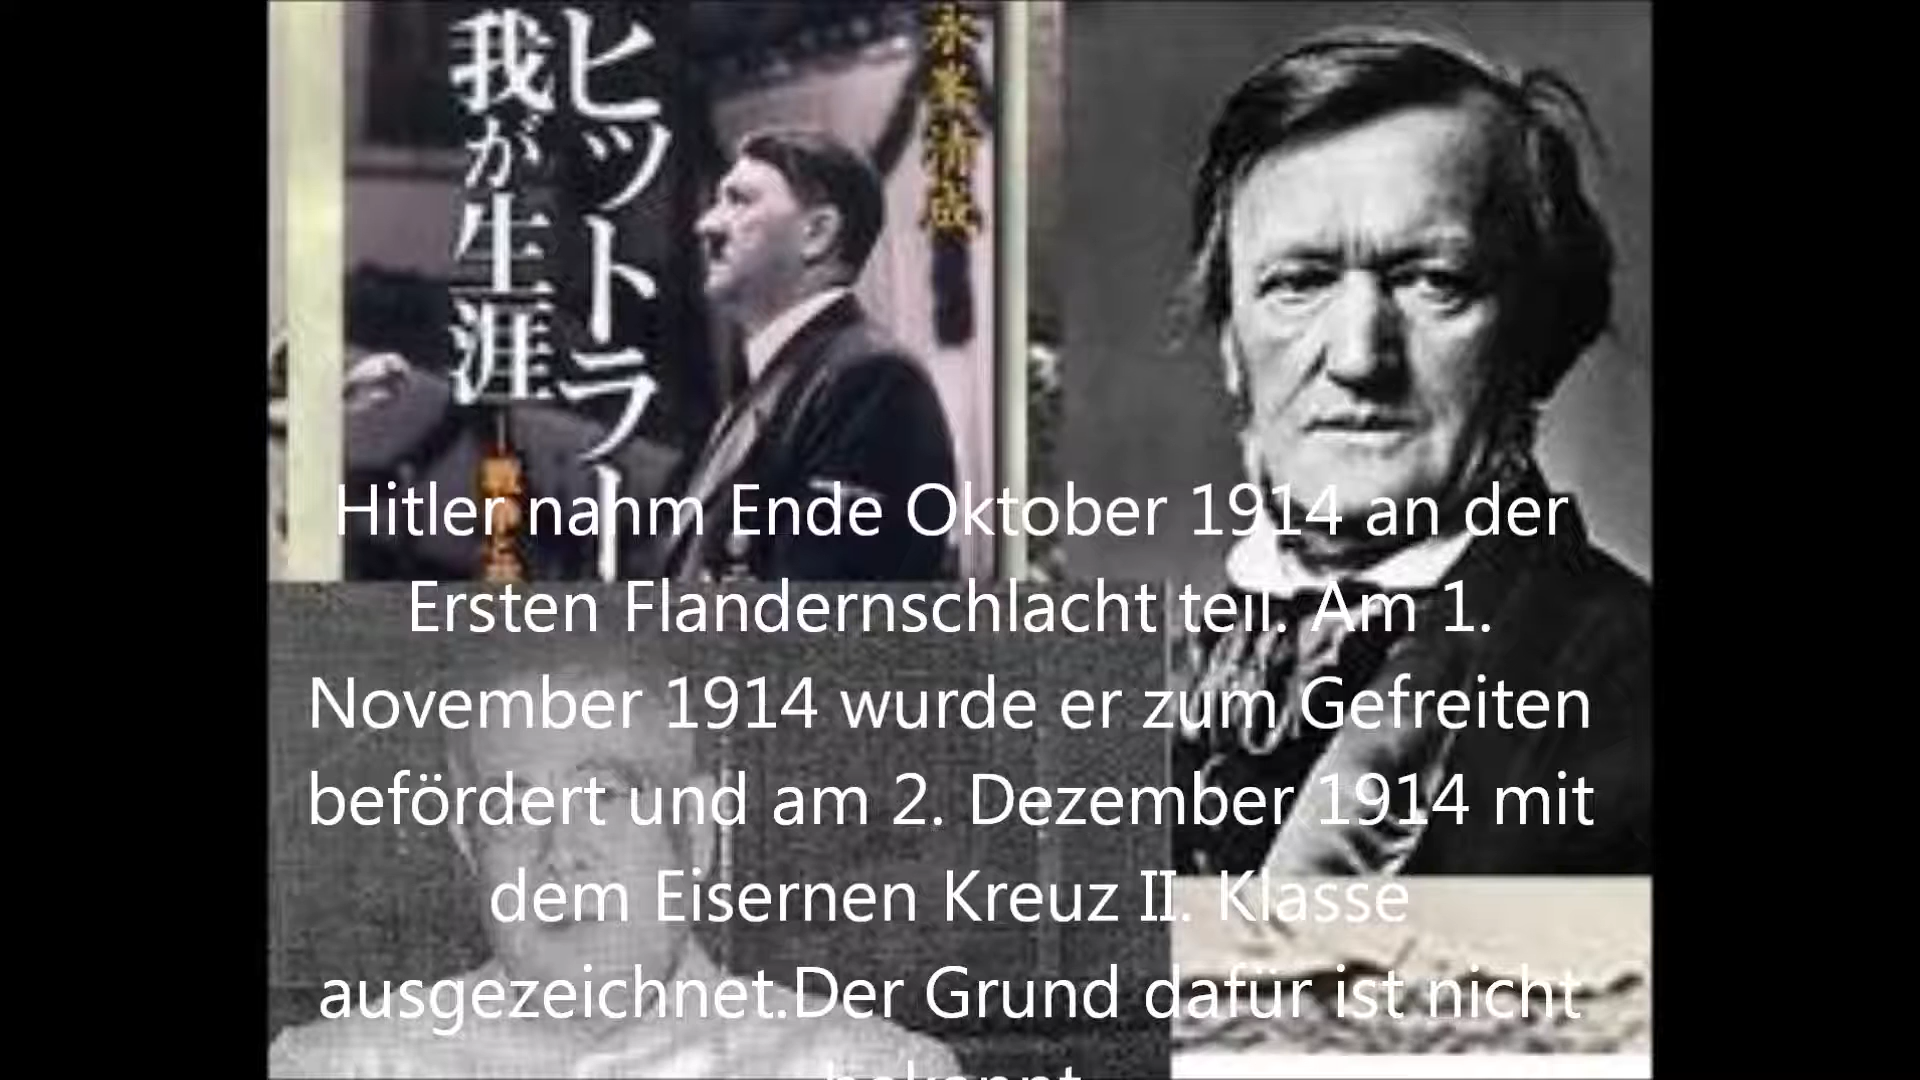 ヒットラー
我が生涯
Hitler nahm Ende Oktober 1914 an der
Ersten Flandernschlacht teil. Am 1.
November 1914 wurde er zum Gefreiten
befördert und am 2. Dezember 1914 mit
dem Eisernen Kreuz II. Klasse
ausgezeichnet.Der Grund dafür ist nicht
bekannt